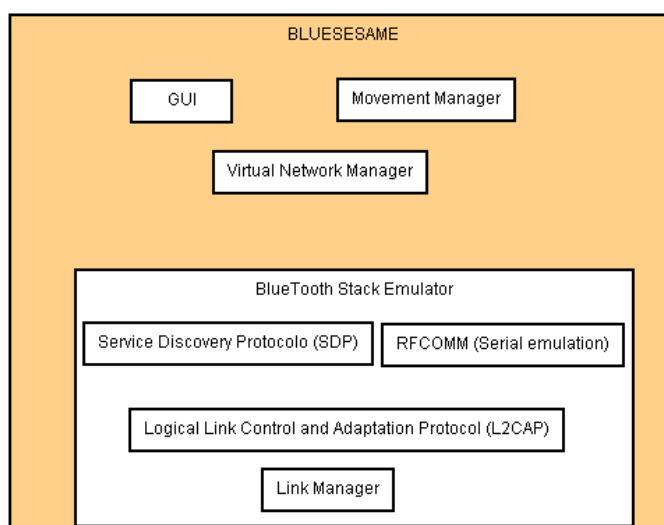 BLUESESAME
GUI
Movement Manager
Virtual Network Manager
BlueTooth Stack Emulator
Service Discovery Protocolo (SDP)
RFCOMM (Serial emulation)
Logical Link Control and Adaptation Protocol (L2CAP)
Link Manager